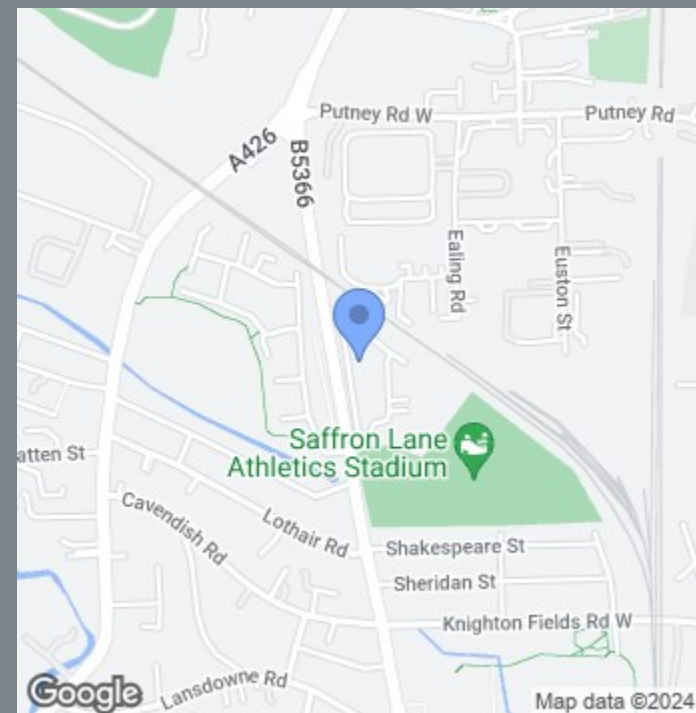 Putney Rd W
Putney Rd
A426
B5366
Ealing Rd
Euston St
Saffron Lane
Athletics Stadium
atten St
Cavendish Rd
Lothair Rd
Shakespeare St
Sheridan St
Knighton Fields Rd W
Lansdowne Rd
Google
Map data ©2024